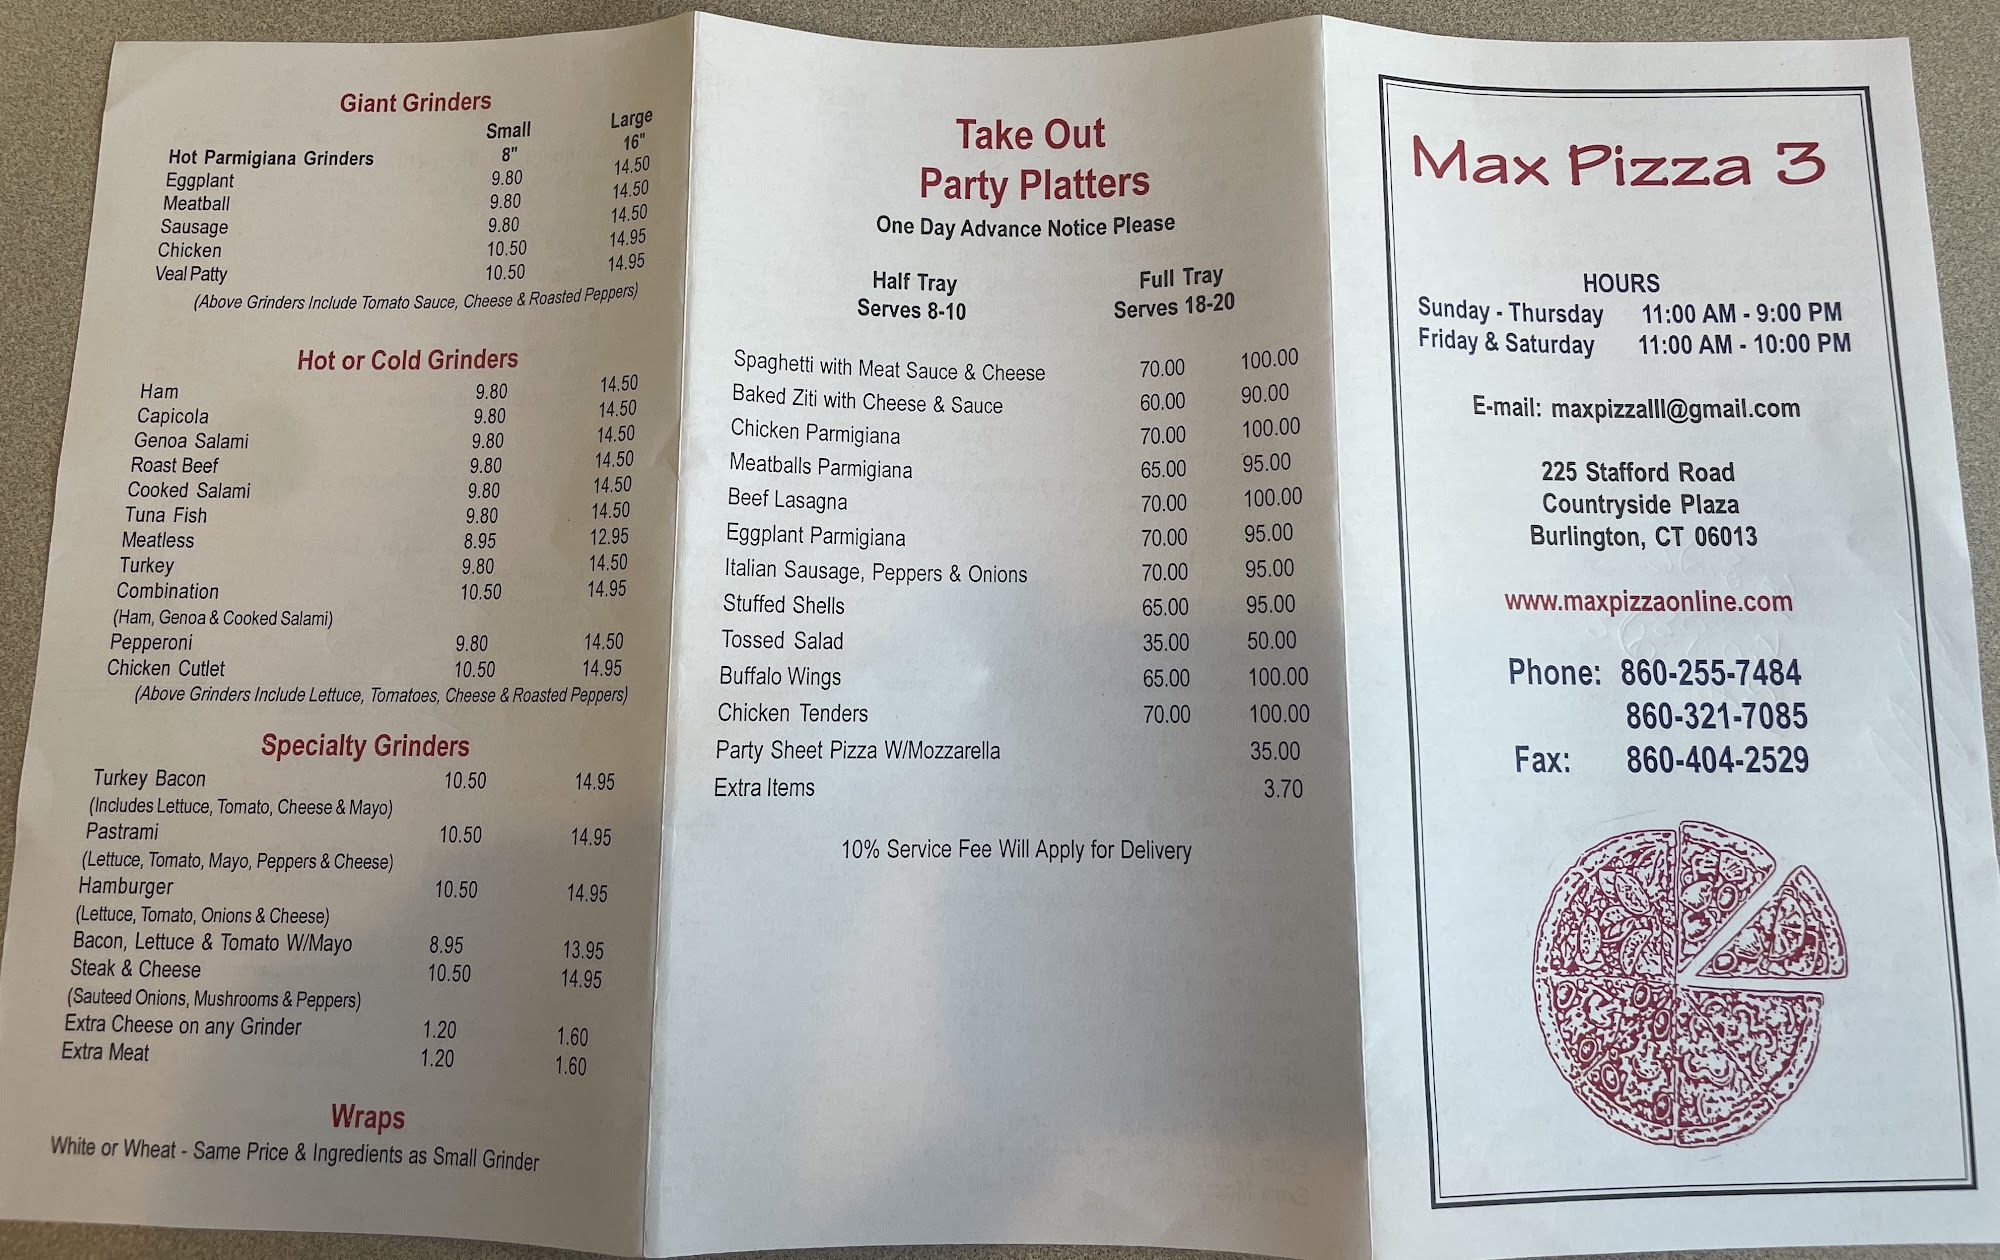 Giant Grinders
Small Large
Hot Parmigiana Grinders 8" 16"
Eggplant 9.80 14.50
Meatball 9.80 14.50
Sausage 9.80 14.50
Chicken 10.50 14.95
Veal Patty 10.50 14.95
(Above Grinders Include Tomato Sauce, Cheese & Roasted Peppers)
Hot or Cold Grinders
Ham 9.80 14.50
Capicola 9.80 14.50
Genoa Salami 9.80 14.50
Roast Beef 9.80 14.50
Cooked Salami 9.80 14.50
Tuna Fish 9.80 14.50
Meatless 8.95 12.95
Turkey 9.80 14.50
Combination 10.50 14.95
(Ham, Genoa & Cooked Salami)
Pepperoni 9.80 14.50
Chicken Cutlet 10.50 14.95
(Above Grinders Include Lettuce, Tomatoes, Cheese & Roasted Peppers)
Specialty Grinders
Turkey Bacon 10.50 14.95
(Includes Lettuce, Tomato, Cheese & Mayo)
Pastrami 10.50 14.95
(Lettuce, Tomato, Mayo, Peppers & Cheese)
Hamburger 10.50 14.95
(Lettuce, Tomato, Onions & Cheese)
Bacon, Lettuce & Tomato W/Mayo 8.95 13.95
Steak & Cheese 10.50 14.95
(Sauteed Onions, Mushrooms & Peppers)
Extra Cheese on any Grinder 1.20 1.60
Extra Meat 1.20 1.60
Wraps
White or Wheat - Same Price & Ingredients as Small Grinder
Take Out
Party Platters
One Day Advance Notice Please
Half Tray Full Tray
Serves 8-10 Serves 18-20
Spaghetti with Meat Sauce & Cheese 70.00 100.00
Baked Ziti with Cheese & Sauce 60.00 90.00
Chicken Parmigiana 70.00 100.00
Meatballs Parmigiana 65.00 95.00
Beef Lasagna 70.00 100.00
Eggplant Parmigiana 70.00 95.00
Italian Sausage, Peppers & Onions 70.00 95.00
Stuffed Shells 65.00 95.00
Tossed Salad 35.00 50.00
Buffalo Wings 65.00 100.00
Chicken Tenders 70.00 100.00
Party Sheet Pizza W/Mozzarella 35.00
Extra Items 3.70
10% Service Fee Will Apply for Delivery
Max Pizza 3
HOURS
Sunday - Thursday 11:00 AM - 9:00 PM
Friday & Saturday 11:00 AM - 10:00 PM
E-mail: maxpizzaIII@gmail.com
225 Stafford Road
Countryside Plaza
Burlington, CT 06013
www.maxpizzaonline.com
Phone: 860-255-7484
860-321-7085
Fax: 860-404-2529